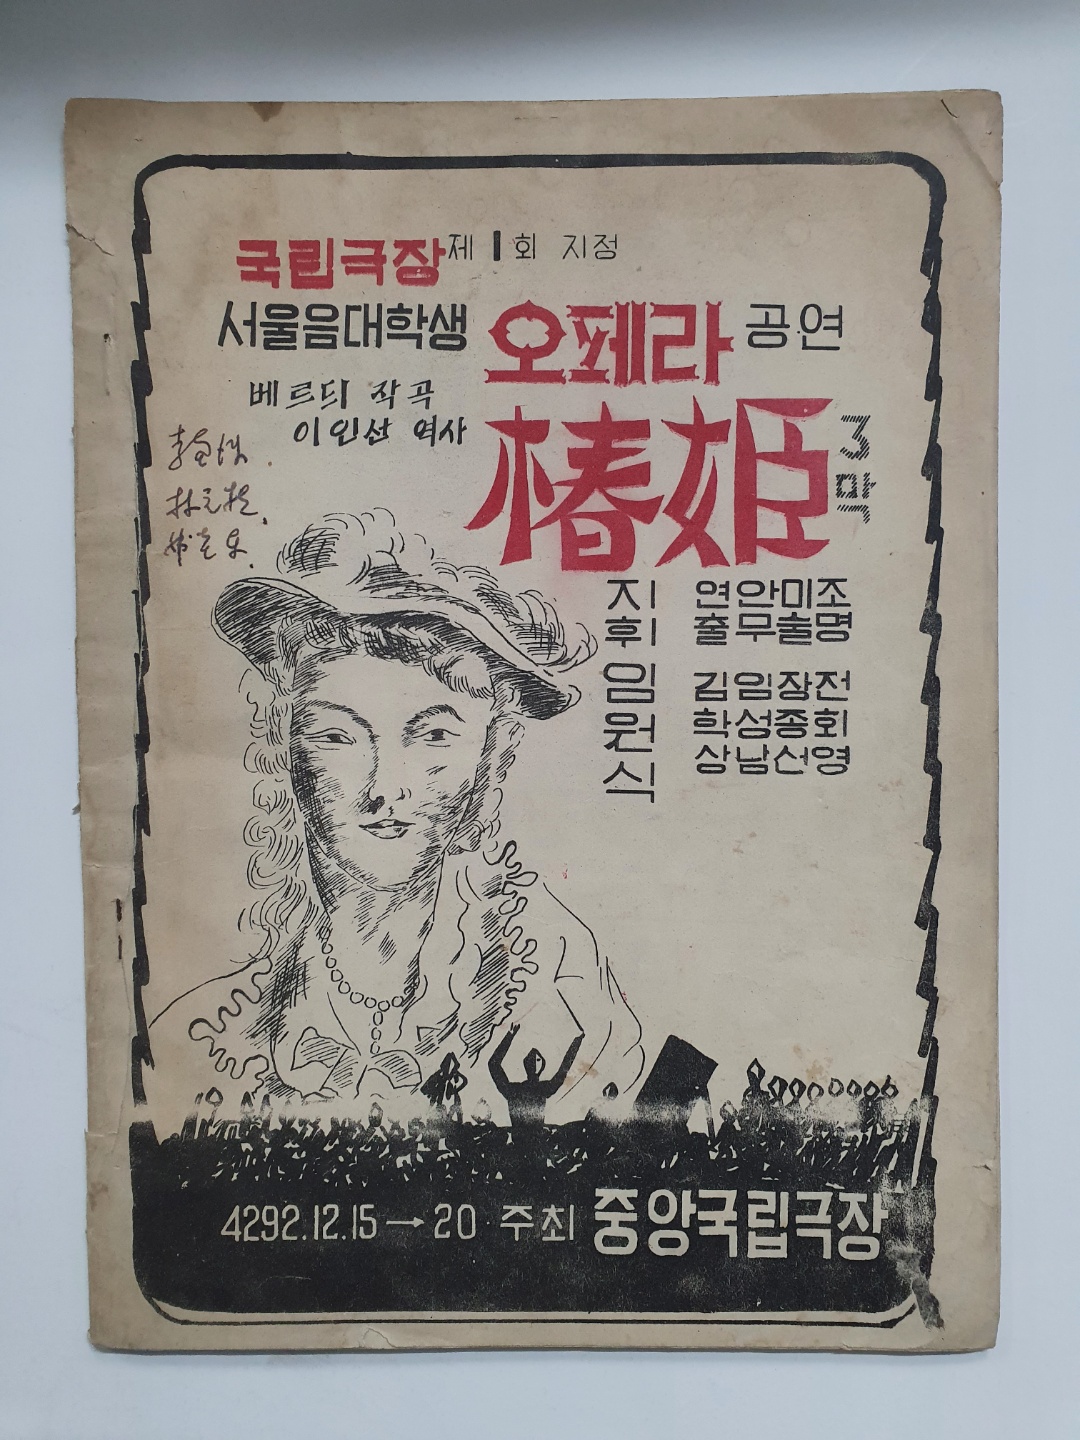 국립극장 제 1 회 지정
서울음대학생 오페라 공연
베르듸 작곡
이인선 역사
椿姬 3막
지휘 임원식
연출 김학상
안무 임성남
미술 장종선
조명 전회영
4292.12.15→20 주최 중앙국립극장